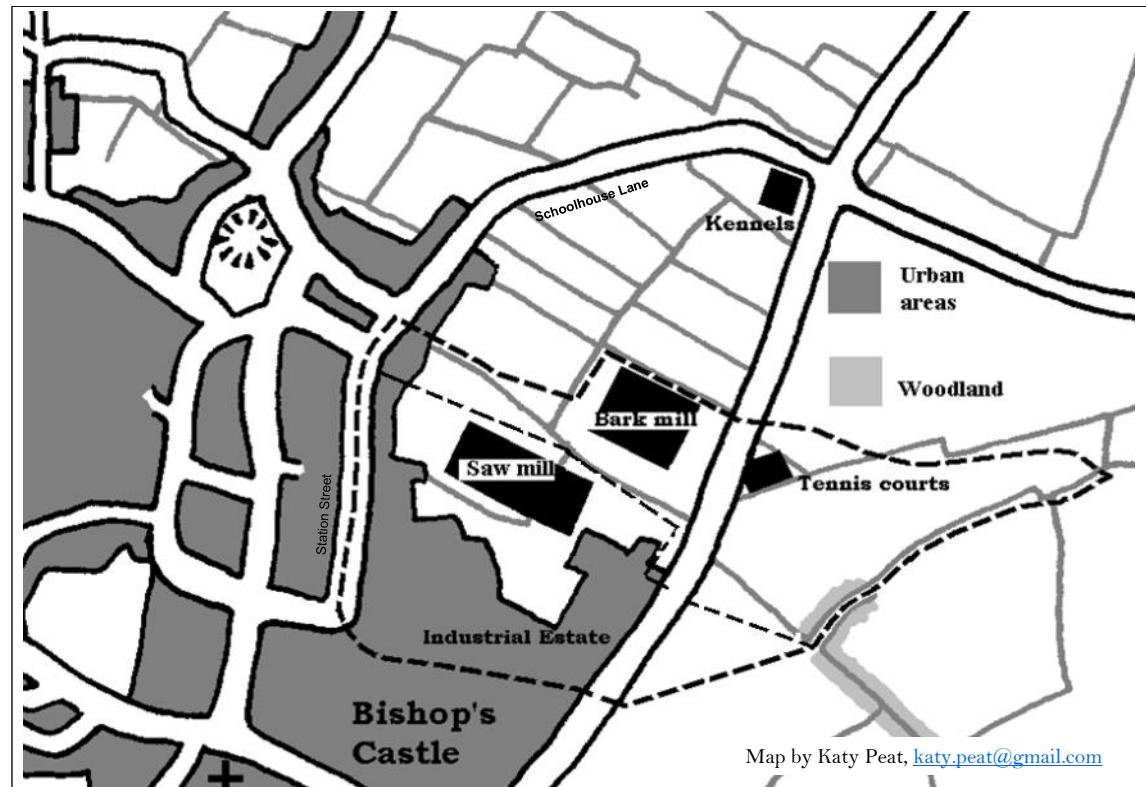 Schoolhouse Lane
Kennels
Urban
areas
Woodland
Bark mill
Saw mill
Tennis courts
Station Street
Industrial Estate
Bishop's
Castle
Map by Katy Peat, katy.peat@gmail.com